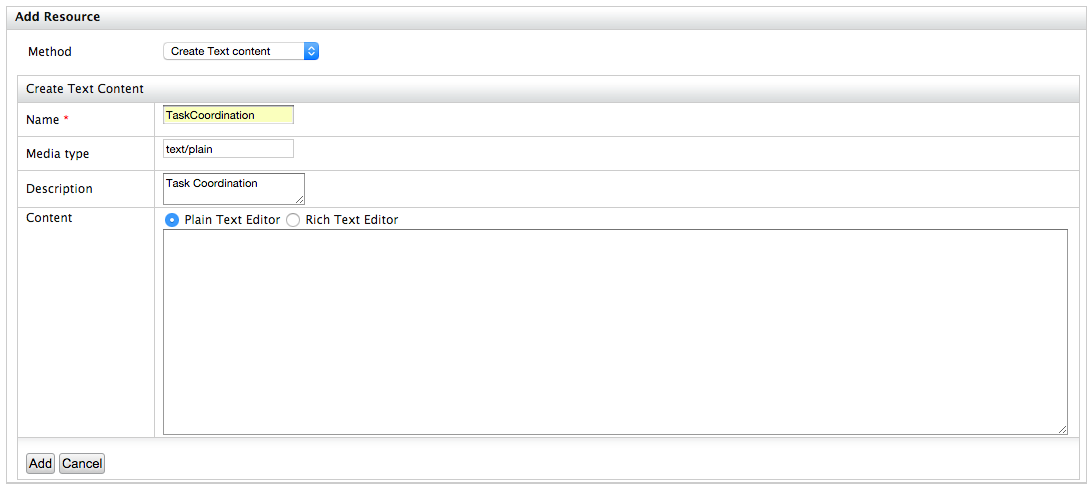 Add Resource
Method Create Text content
Create Text Content
Name * TaskCoordination
Media type text/plain
Description Task Coordination
Content Plain Text Editor Rich Text Editor
Add Cancel